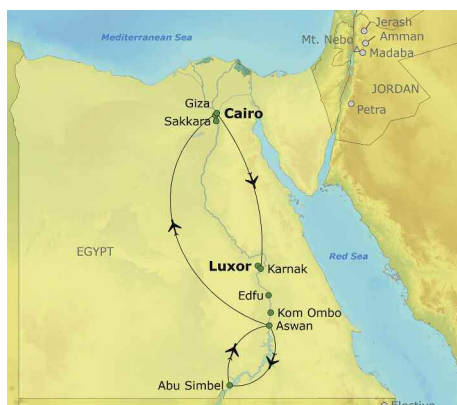 Mediterranean Sea
Jerash
Amman
Mt. Nebo
Madaba
JORDAN
Petra
Giza
Cairo
Sakkara
EGYPT
Red Sea
Luxor
Karnak
Edfu
Kom Ombo
Aswan
Abu Simbel